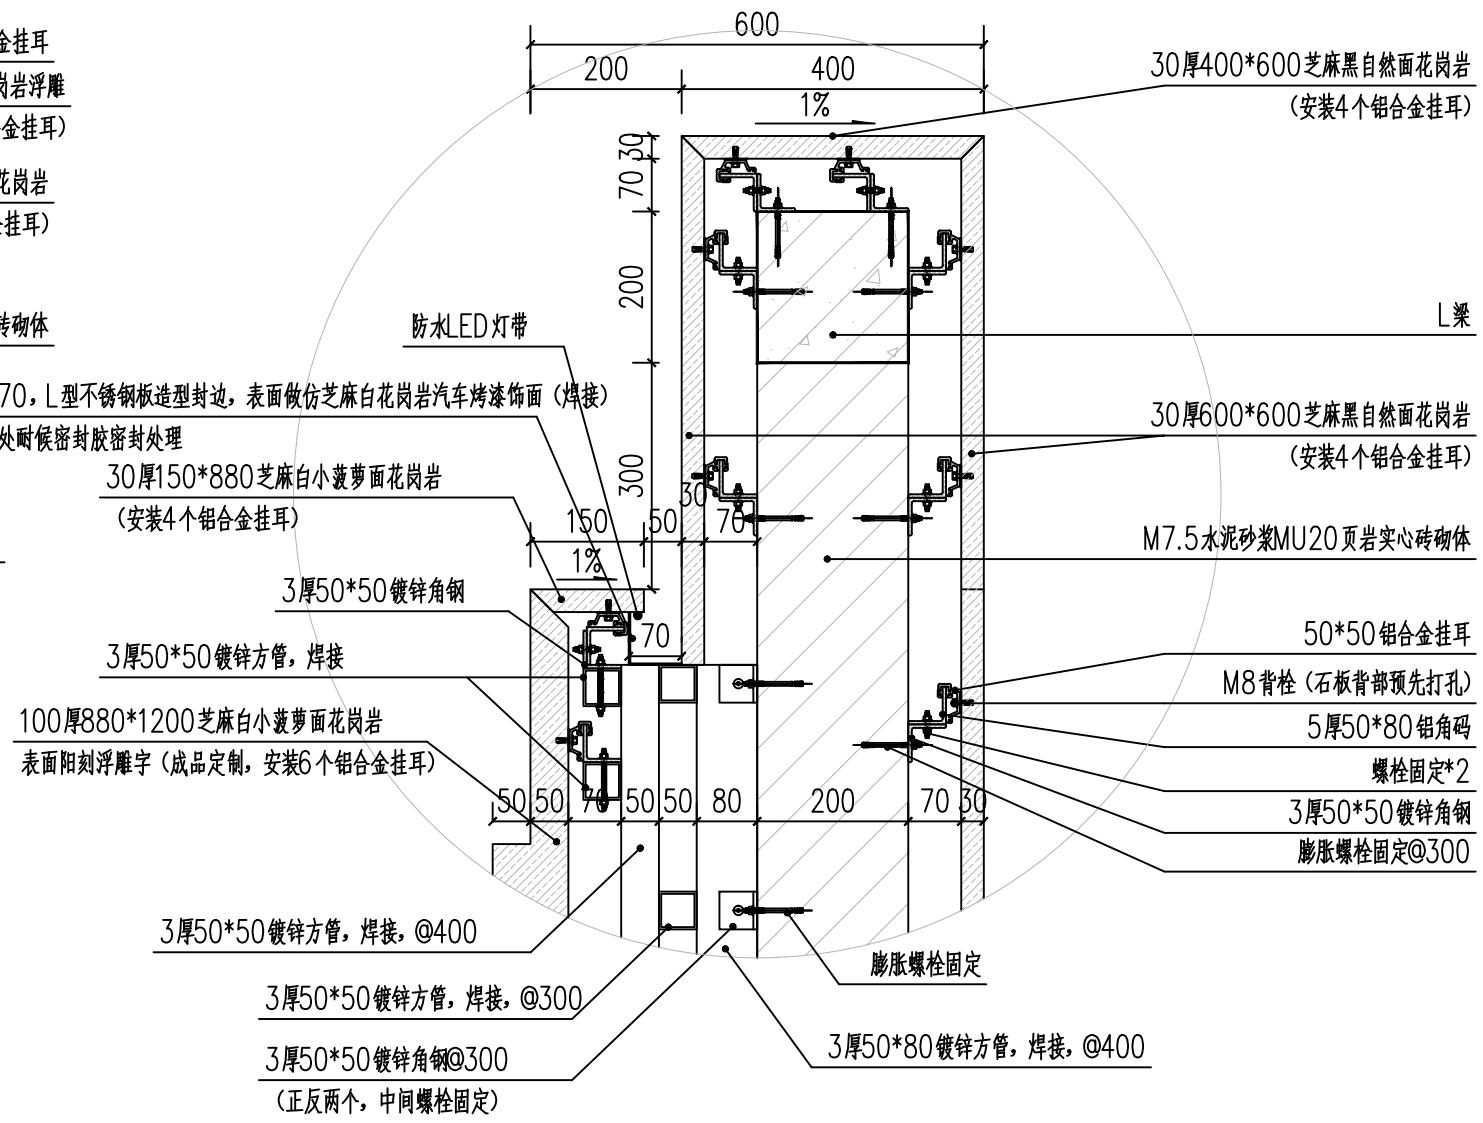 600
200
400
1%
金挂耳
岗岩浮雕
金挂耳）
花岗岩
金挂耳）
砖砌体
30厚400*600芝麻黑自然面花岗岩
（安装4个铝合金挂耳）
30
70
200
300
防水LED灯带
L梁
70，L型不锈钢板造型封边，表面做仿芝麻白花岗岩汽车烤漆饰面（焊接）
处耐候密封胶密封处理
30厚600*600芝麻黑自然面花岗岩
（安装4个铝合金挂耳）
30厚150*880芝麻白小菠萝面花岗岩
（安装4个铝合金挂耳）
150
50
30
70
1%
M7.5水泥砂浆MU20页岩实心砖砌体
3厚50*50镀锌角钢
70
3厚50*50镀锌方管，焊接
50*50铝合金挂耳
M8背栓（石板背部预先打孔）
100厚880*1200芝麻白小菠萝面花岗岩
表面阳刻浮雕字（成品定制，安装6个铝合金挂耳）
5厚50*80铝角码
螺栓固定*2
3厚50*50镀锌角钢
膨胀螺栓固定@300
50
50
70
50
50
80
200
70
30
3厚50*50镀锌方管，焊接，@400
膨胀螺栓固定
3厚50*50镀锌方管，焊接，@300
3厚50*50镀锌角钢@300
（正反两个，中间螺栓固定）
3厚50*80镀锌方管，焊接，@400